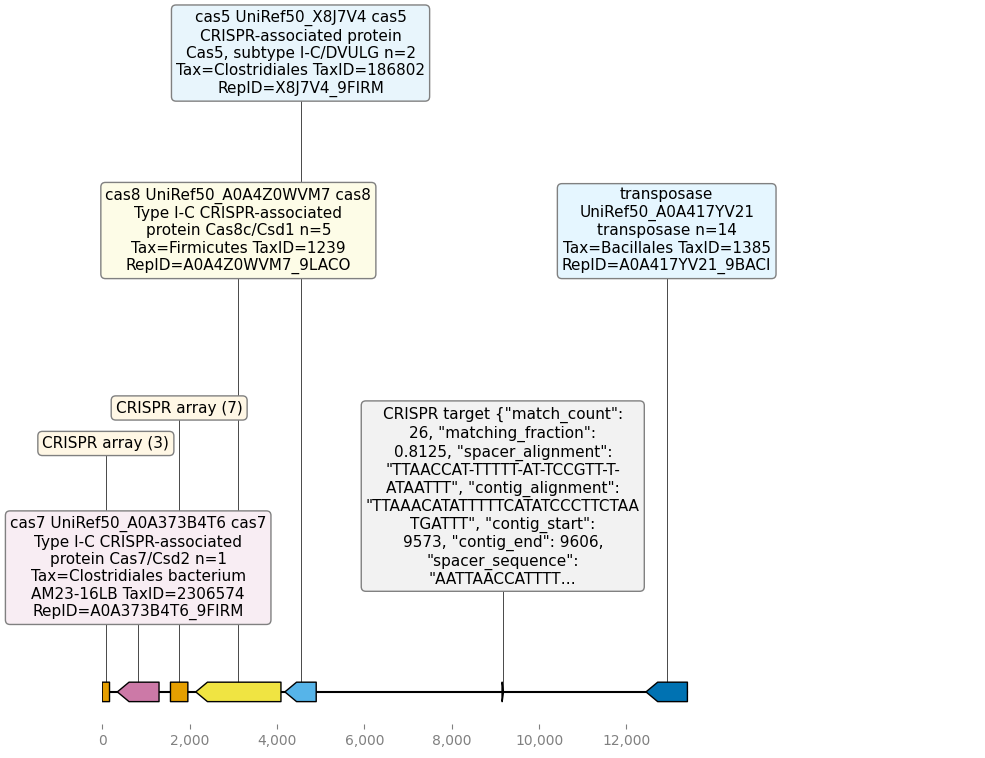 cas5 UniRef50_X8J7V4 cas5
CRISPR-associated protein
Cas5, subtype I-C/DVULG n=2
Tax=Clostridiales TaxID=186802
RepID=X8J7V4_9FIRM
cas8 UniRef50_A0A4Z0WVM7 cas8
Type I-C CRISPR-associated
protein Cas8c/Csd1 n=5
Tax=Firmicutes TaxID=1239
RepID=A0A4Z0WVM7_9LACO
transposase
UniRef50_A0A417YV21
transposase n=14
Tax=Bacillales TaxID=1385
RepID=A0A417YV21_9BACI
CRISPR array (7)
CRISPR array (3)
CRISPR target {"match_count":
26, "matching_fraction":
0.8125, "spacer_alignment":
"TTAACCAT-TTTTT-AT-TCCGTT-T-
ATAATTT", "contig_alignment":
"TTAAACATATTTTTCATATCCCTTCTAA
TGATTT", "contig_start":
9573, "contig_end": 9606,
"spacer_sequence":
"AATTAACCATTTT...
cas7 UniRef50_A0A373B4T6 cas7
Type I-C CRISPR-associated
protein Cas7/Csd2 n=1
Tax=Clostridiales bacterium
AM23-16LB TaxID=2306574
RepID=A0A373B4T6_9FIRM
0 2,000 4,000 6,000 8,000 10,000 12,000